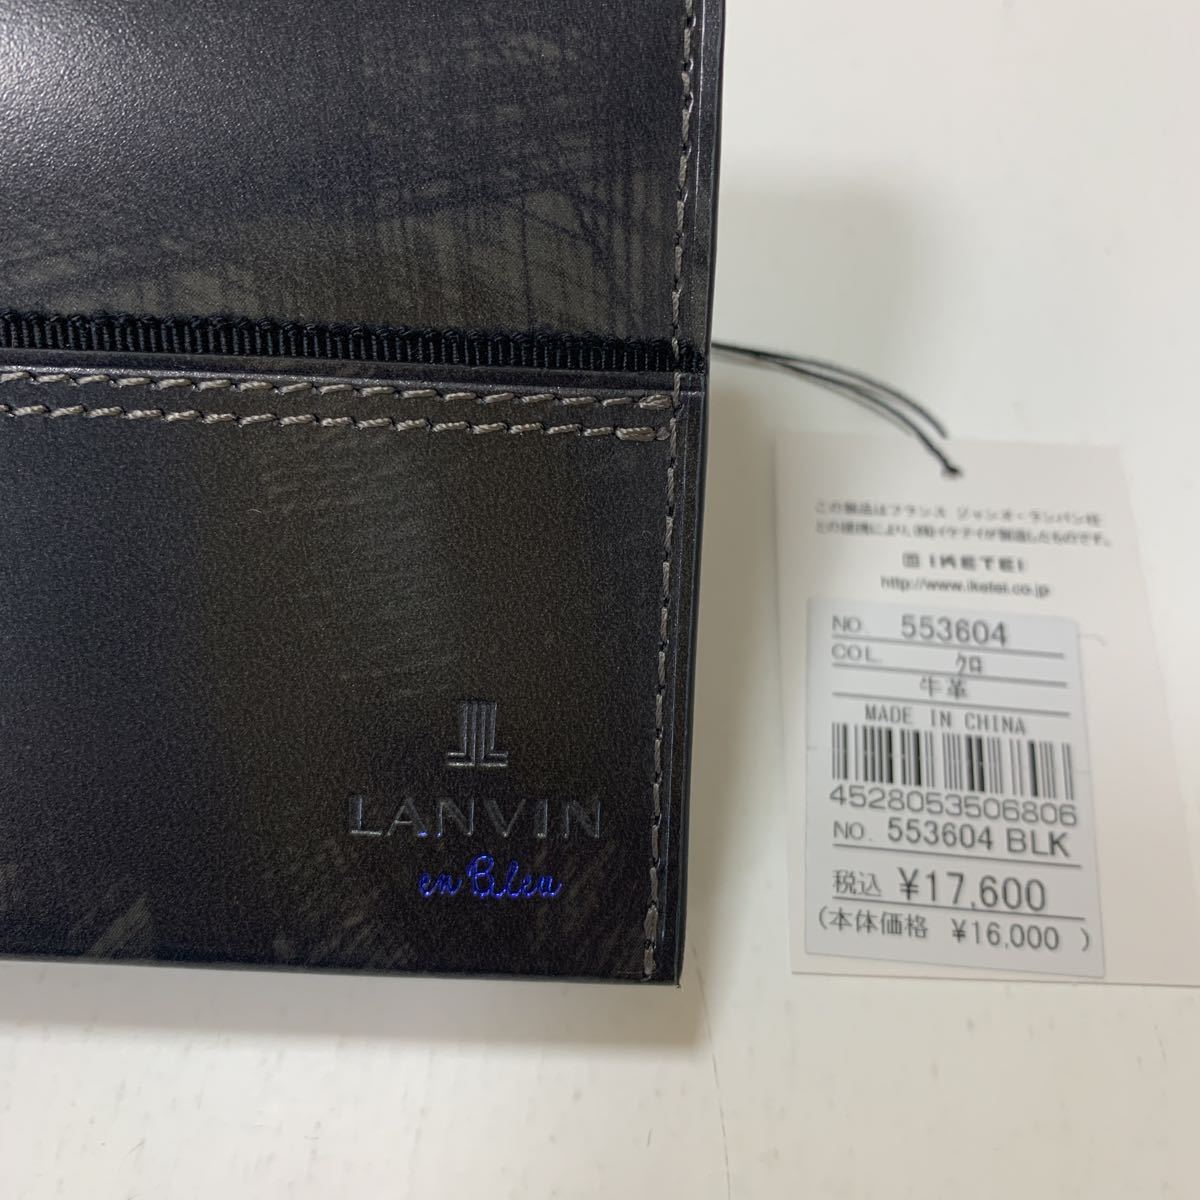 LANVIN
en Bleu
この製品はフランス ジャンヌ・ランバン社
との提携により、(株)イケテイが製造したものです。
IKETEI
http://www.iketei.co.jp
NO. 553604
COL. クロ
牛革
MADE IN CHINA
4528053506806
NO. 553604 BLK
税込 ¥17,600
(本体価格 ¥16,000 )